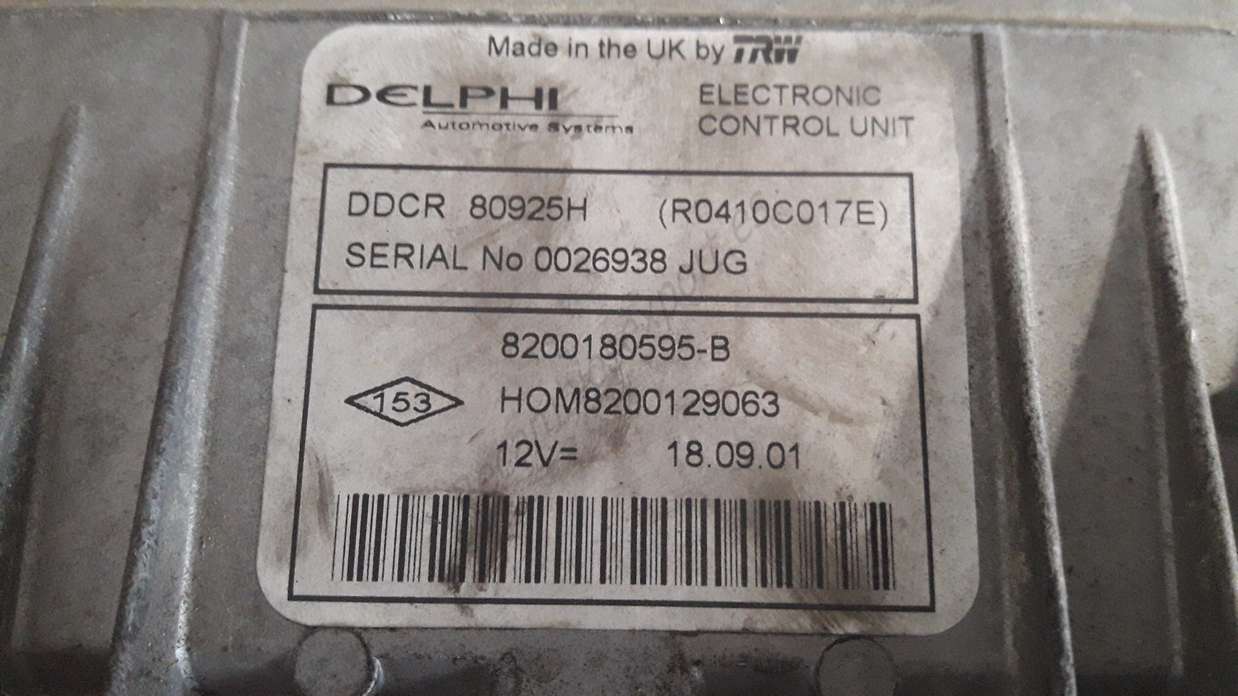 Made in the UK by TRW
DELPHI
Automotive Systems
ELECTRONIC
CONTROL UNIT
DDCR 80925H (R0410C017E)
SERIAL No 0026938 JUG
8200180595-B
153 HOM8200129063
12V= 18.09.01